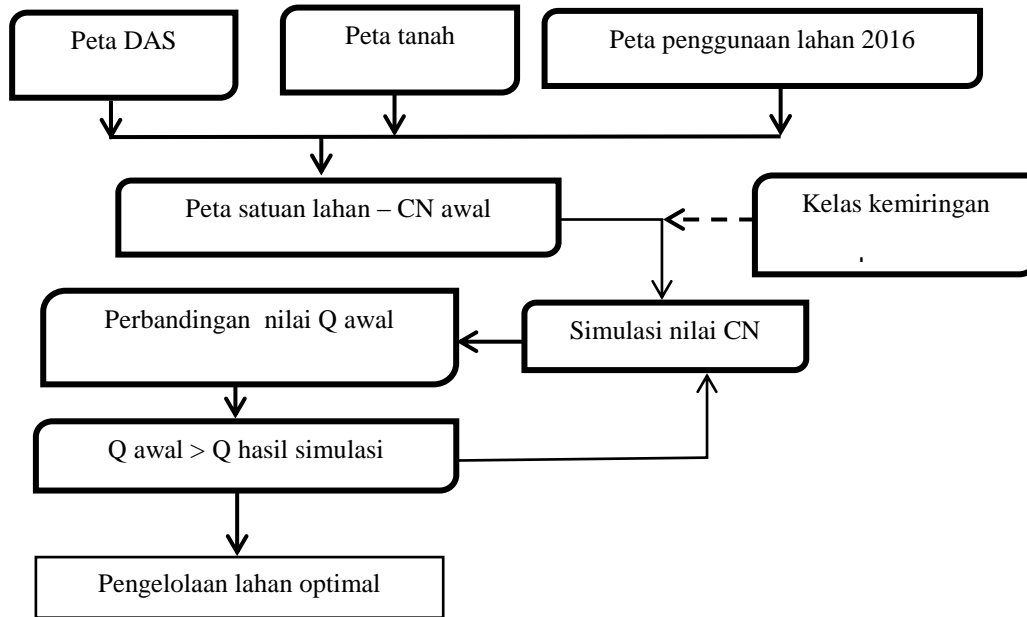 Peta DAS
Peta tanah
Peta penggunaan lahan 2016
Peta satuan lahan – CN awal
Kelas kemiringan
Perbandingan nilai Q awal
Simulasi nilai CN
Q awal > Q hasil simulasi
Pengelolaan lahan optimal